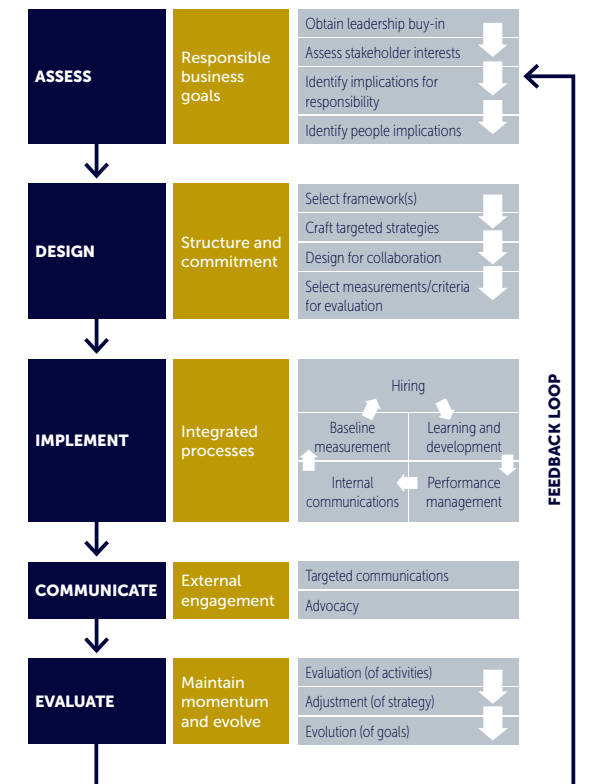 ASSESS
Responsible
business
goals
Obtain leadership buy-in
Assess stakeholder interests
Identify implications for
responsibility
Identify people implications
DESIGN
Structure and
commitment
Select framework(s)
Craft targeted strategies
Design for collaboration
Select measurements/criteria
for evaluation
IMPLEMENT
Integrated
processes
Hiring
Baseline
measurement
Learning and
development
Internal
communications
Performance
management
COMMUNICATE
External
engagement
Targeted communications
Advocacy
EVALUATE
Maintain
momentum
and evolve
Evaluation (of activities)
Adjustment (of strategy)
Evolution (of goals)
FEEDBACK LOOP